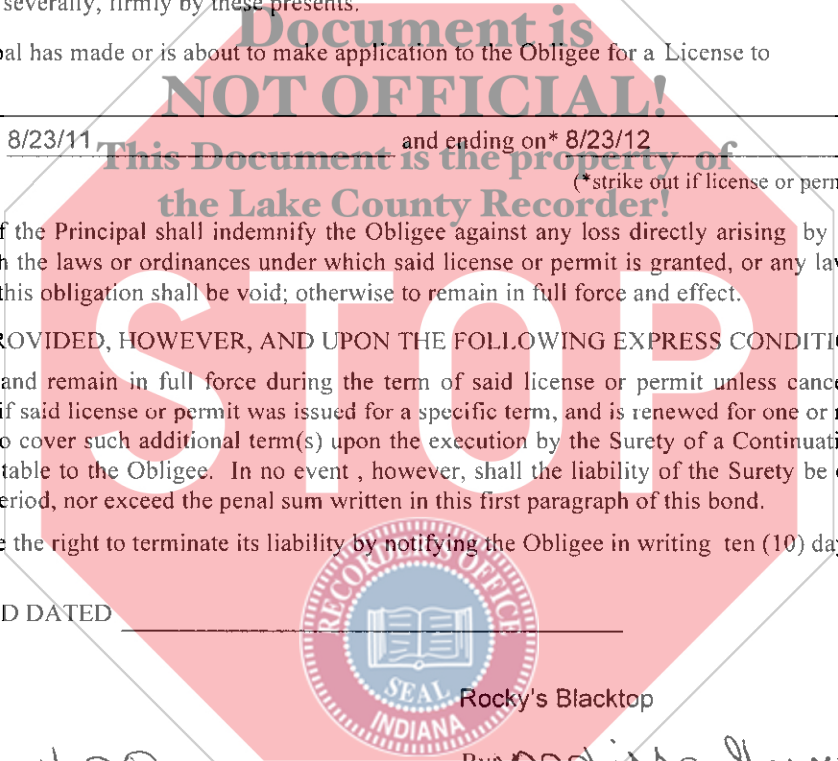 severally, firmly by these presents.
Document is
al has made or is about to make application to the Obligee for a License to
NOT OFFICIAL!
8/23/11 and ending on* 8/23/12
This Document is the property of
(*strike out if license or perm
the Lake County Recorder!
f the Principal shall indemnify the Obligee against any loss directly arising by
h the laws or ordinances under which said license or permit is granted, or any la
this obligation shall be void; otherwise to remain in full force and effect.
STOP
ROVIDED, HOWEVER, AND UPON THE FOLLOWING EXPRESS CONDITI
and remain in full force during the term of said license or permit unless cance
if said license or permit was issued for a specific term, and is renewed for one or
o cover such additional term(s) upon the execution by the Surety of a Continuati
table to the Obligee. In no event , however, shall the liability of the Surety be
eriod, nor exceed the penal sum written in this first paragraph of this bond.
e the right to terminate its liability by notifying the Obligee in writing ten (10) day
RECORDER'S OFFICE
D DATED
SEAL
INDIANA
Rocky's Blacktop